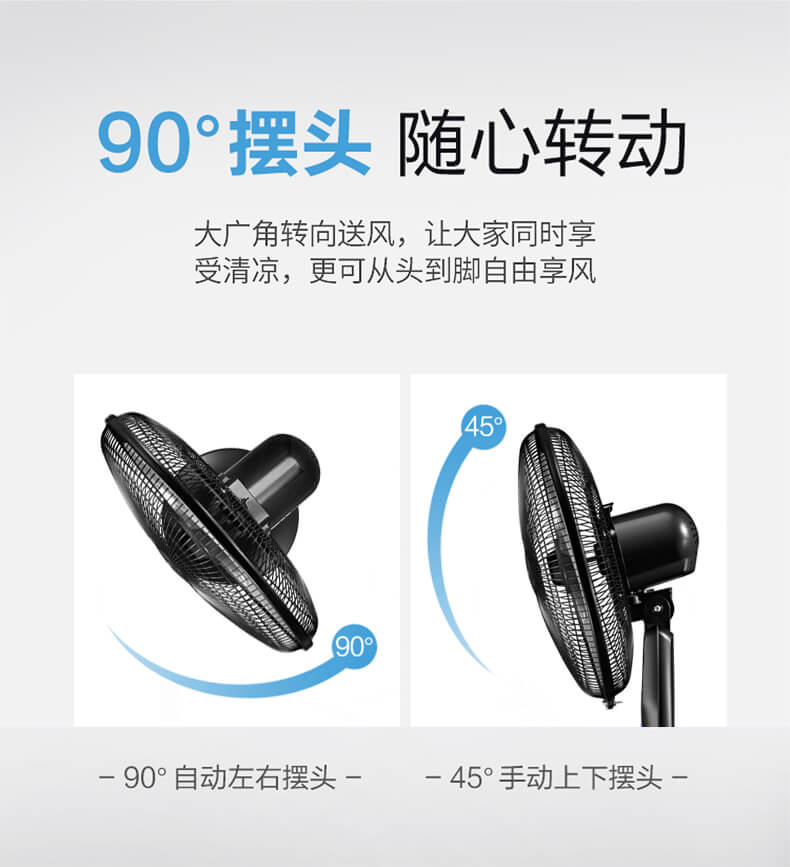 90°摆头 随心转动
大广角转向送风，让大家同时享
受清凉，更可从头到脚自由享风
45°
90°
– 90° 自动左右摆头 –
– 45° 手动上下摆头 –